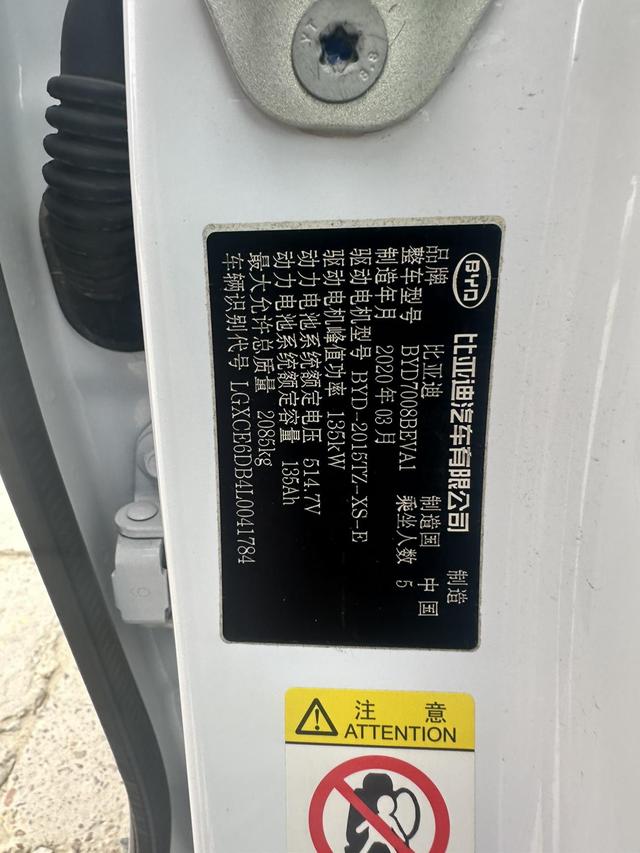 YT 8.8
BYD 比亚迪汽车有限公司 制造
品牌 比亚迪 制造国 中国
整车型号 BYD7008BEVA1 乘坐人数 5
制造年月 2020年03月
驱动电机型号 BYD-2015TZ-XS-E
驱动电机峰值功率 135kW
动力电池系统额定电压 514.7V
动力电池系统额定容量 135Ah
最大允许总质量 2085kg
车辆识别代号 LGXCE6DB4L0041784
注意
ATTENTION